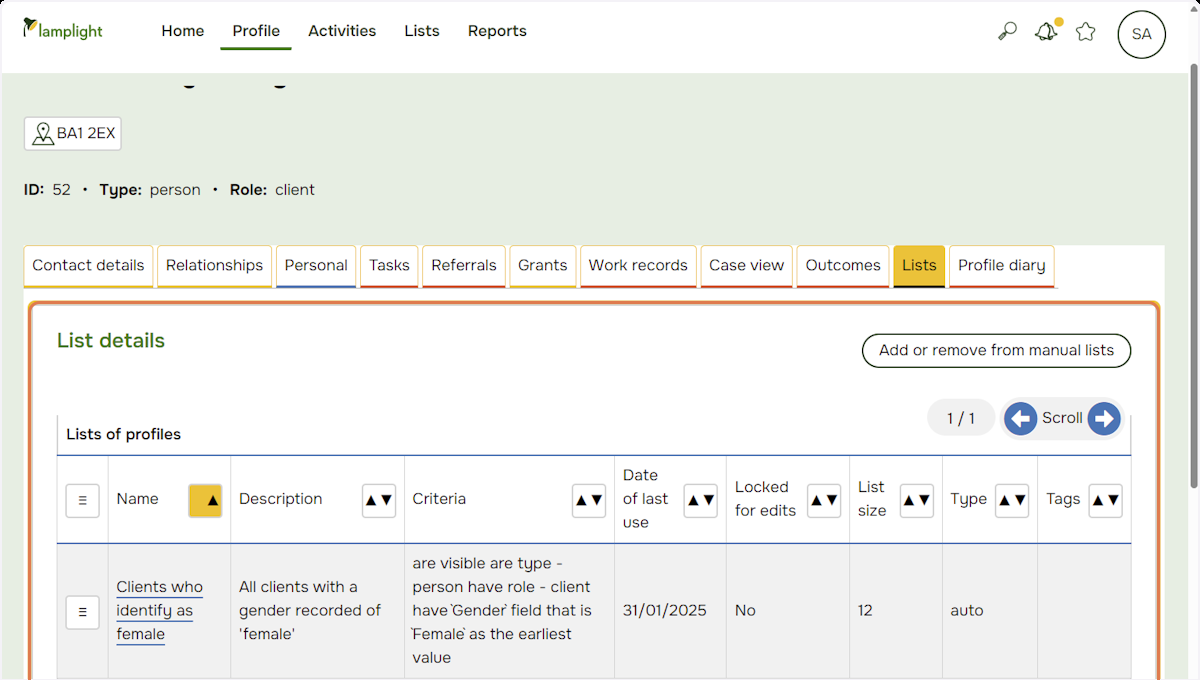 lamplight
Home Profile Activities Lists Reports
SA
BA1 2EX
ID: 52 • Type: person • Role: client
Contact details Relationships Personal Tasks Referrals Grants Work records Case view Outcomes Lists Profile diary
List details
Add or remove from manual lists
1 / 1 Scroll
Lists of profiles
Name ▲ Description ▲▼ Criteria ▲▼ Date of last use ▲▼ Locked for edits ▲▼ List size ▲▼ Type ▲▼ Tags ▲▼
Clients who
identify as
female
All clients with a
gender recorded of
'female'
are visible are type -
person have role - client
have `Gender` field that is
`Female` as the earliest
value
31/01/2025
No
12
auto